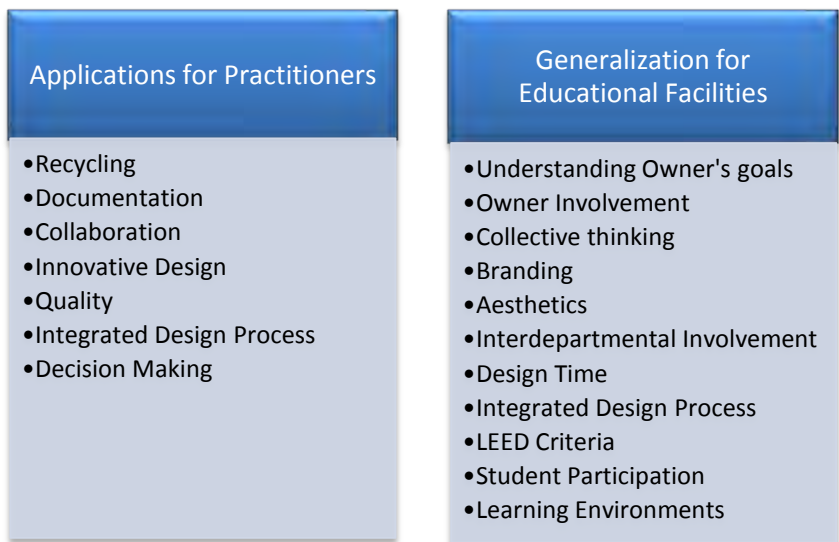 Applications for Practitioners
•Recycling
•Documentation
•Collaboration
•Innovative Design
•Quality
•Integrated Design Process
•Decision Making
Generalization for
Educational Facilities
•Understanding Owner's goals
•Owner Involvement
•Collective thinking
•Branding
•Aesthetics
•Interdepartmental Involvement
•Design Time
•Integrated Design Process
•LEED Criteria
•Student Participation
•Learning Environments